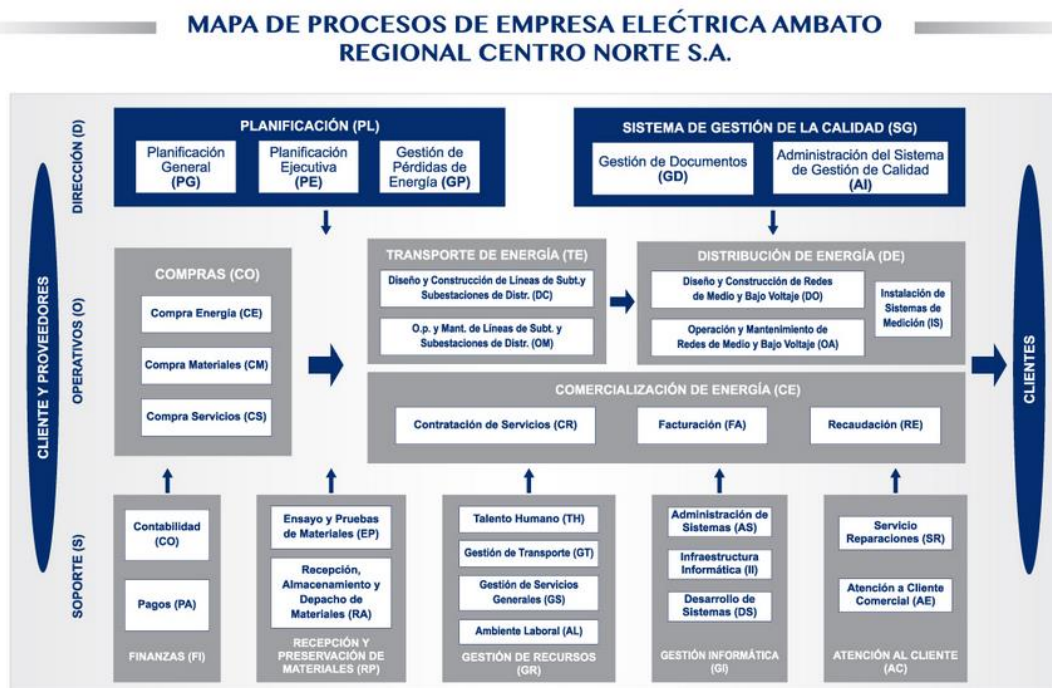 MAPA DE PROCESOS DE EMPRESA ELEĆTRICA AMBATO
REGIONAL CENTRO NORTE S.A.
CLIENTE Y PROVEEDORES
DIRECCIÓN (D)
PLANIFICACIÓN (PL)
Planificación
General
(PG)
Planificación
Ejecutiva
(PE)
Gestión de
Pérdidas de
Energía (GP)
SISTEMA DE GESTIÓN DE LA CALIDAD (SG)
Gestión de Documentos
(GD)
Administración del Sistema
de Gestión de Calidad
(AI)
OPERATIVOS (O)
COMPRAS (CO)
Compra Energía (CE)
Compra Materiales (CM)
Compra Servicios (CS)
TRANSPORTE DE ENERGÍA (TE)
Diseño y Construcción de Líneas de Subt.y
Subestaciones de Distr. (DC)
O.p. y Mant. de Líneas de Subt. y
Subestaciones de Distr. (OM)
DISTRIBUCIÓN DE ENERGÍA (DE)
Diseño y Construcción de Redes
de Medio y Bajo Voltaje (DO)
Operación y Mantenimiento de
Redes de Medio y Bajo Voltaje (OA)
Instalación de
Sistemas de
Medición (IS)
COMERCIALIZACIÓN DE ENERGÍA (CE)
Contratación de Servicios (CR)
Facturación (FA)
Recaudación (RE)
SOPORTE (S)
Contabilidad
(CO)
Pagos (PA)
FINANZAS (FI)
Ensayo y Pruebas
de Materiales (EP)
Recepción,
Almacenamiento y
Depacho de
Materiales (RA)
RECEPCIÓN Y
PRESERVACIÓN DE
MATERIALES (RP)
Talento Humano (TH)
Gestión de Transporte (GT)
Gestión de Servicios
Generales (GS)
Ambiente Laboral (AL)
GESTIÓN DE RECURSOS
(GR)
Administración de
Sistemas (AS)
Infraestructura
Informática (II)
Desarrollo de
Sistemas (DS)
GESTIÓN INFORMÁTICA
(GI)
Servicio
Reparaciones (SR)
Atención a Cliente
Comercial (AE)
ATENCIÓN AL CLIENTE
(AC)
CLIENTES